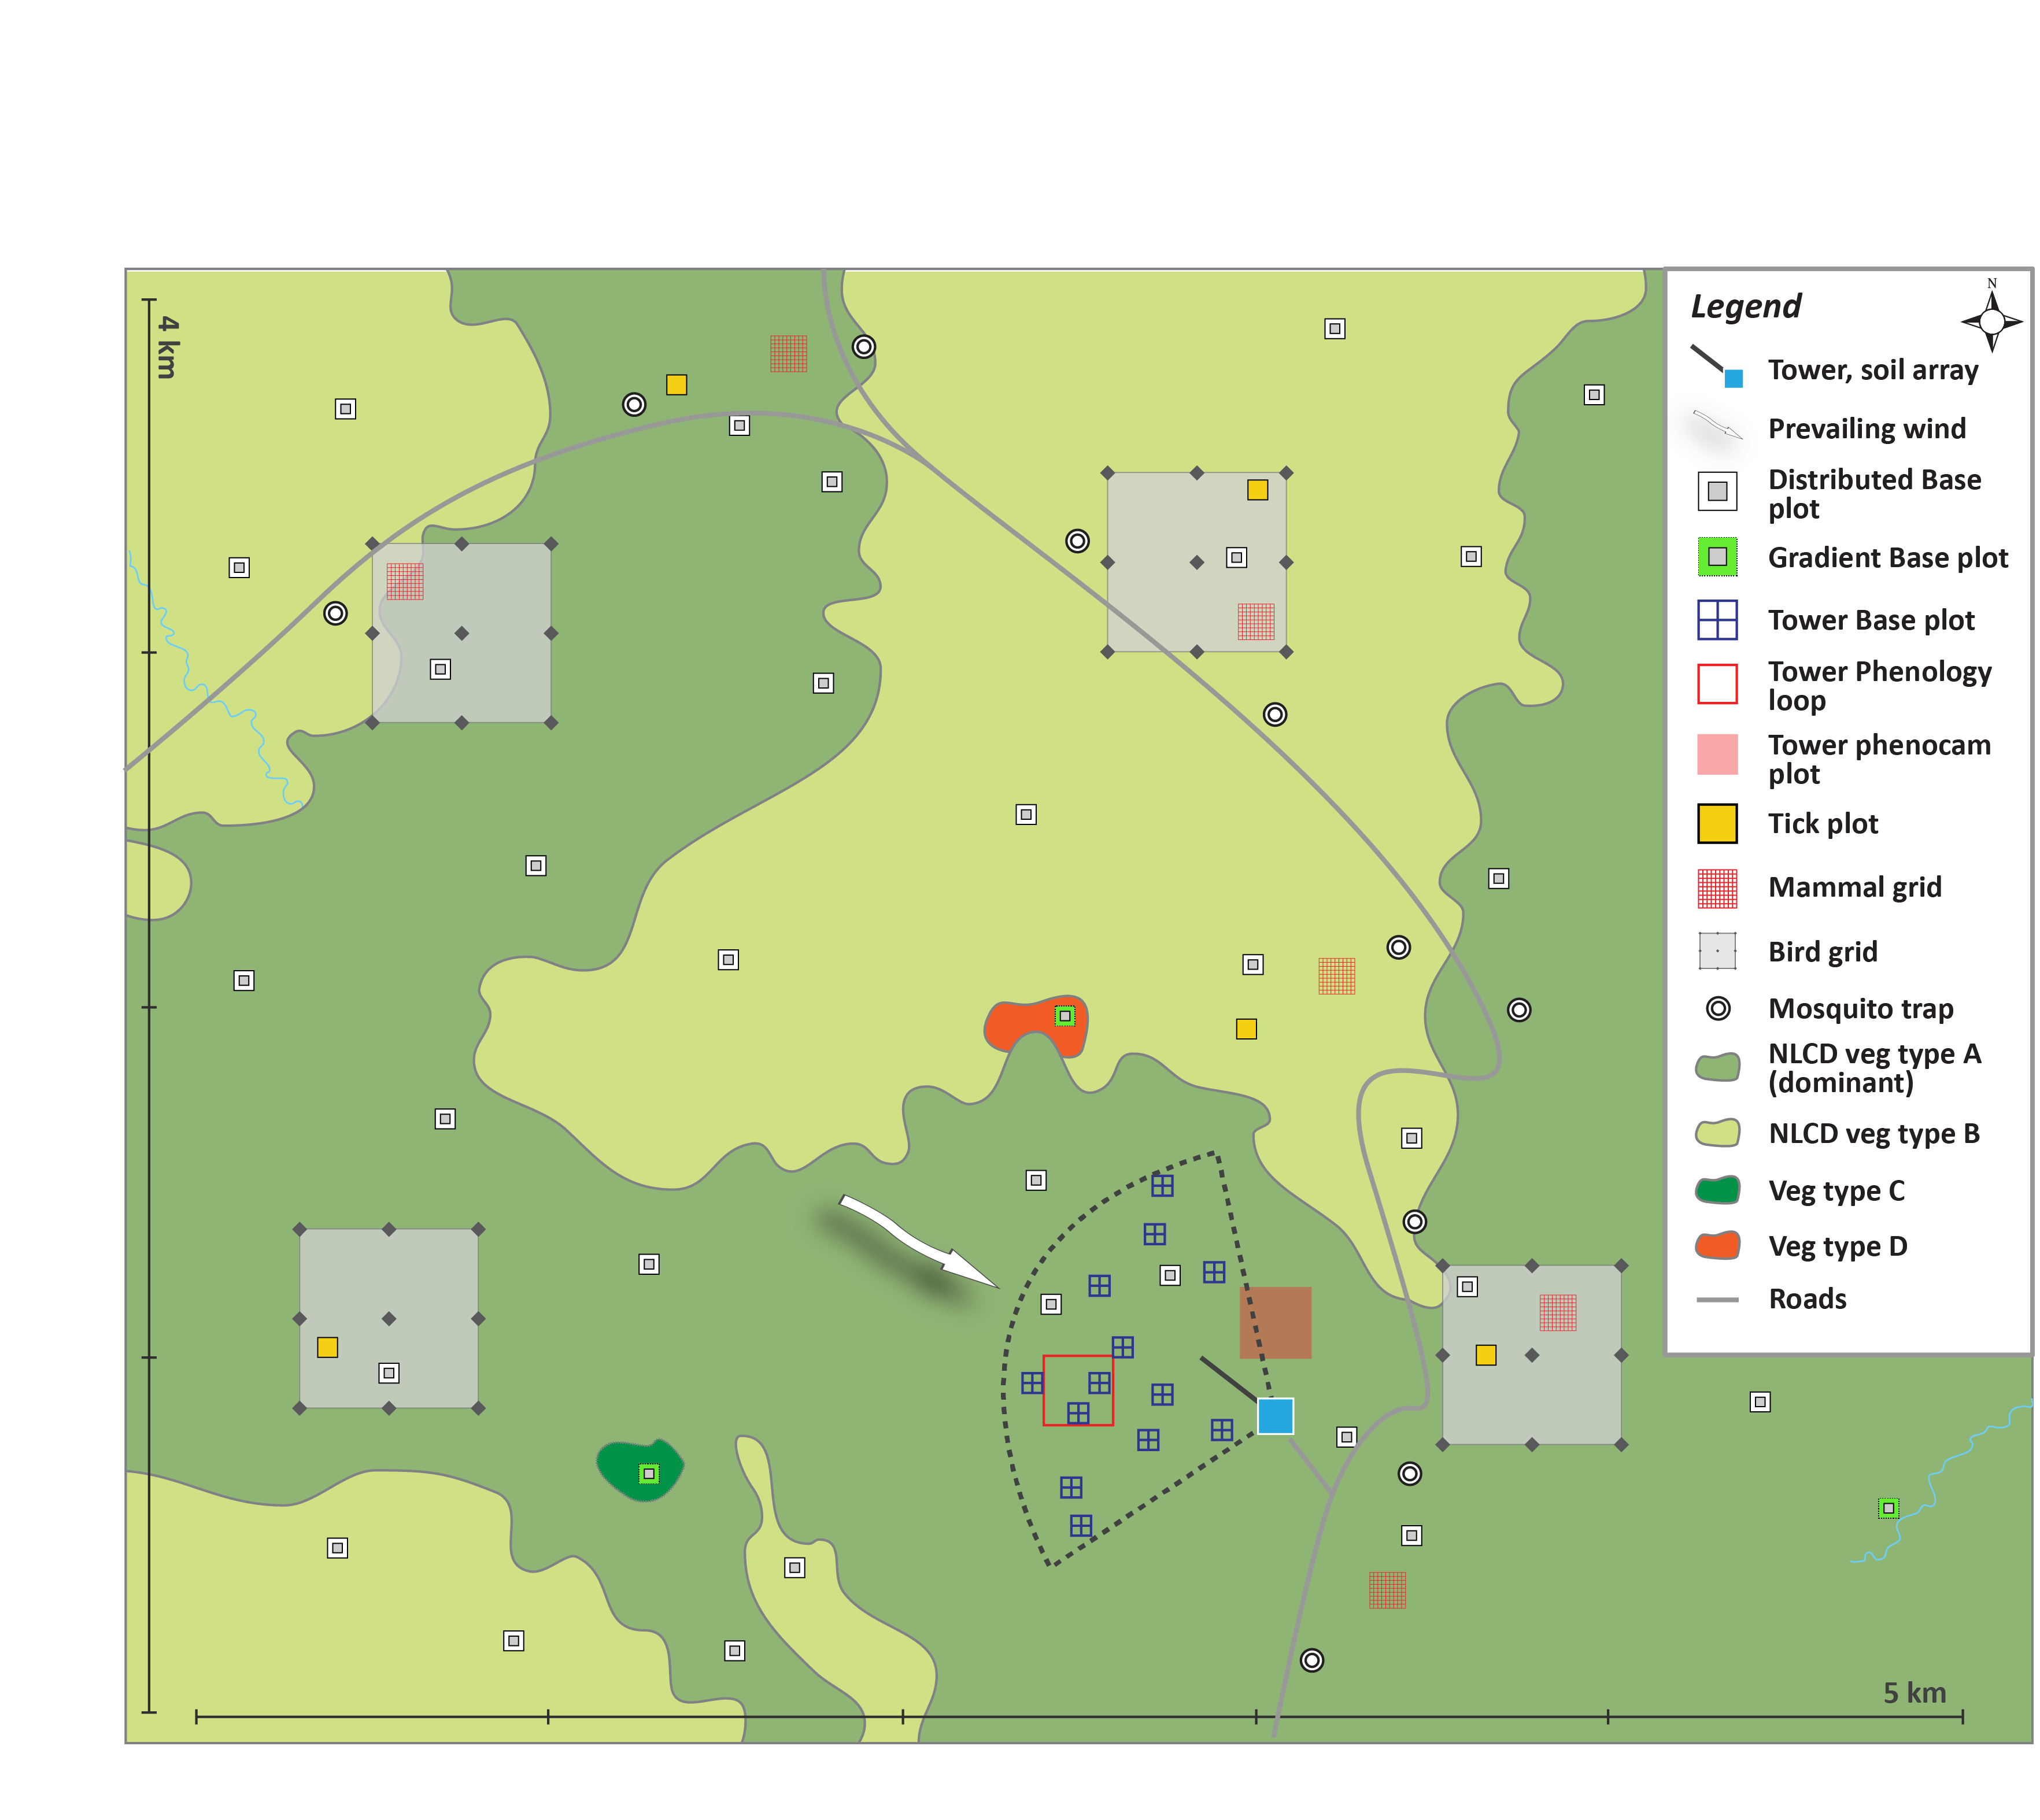 4 km
Legend
N
Tower, soil array
Prevailing wind
Distributed Base
plot
Gradient Base plot
Tower Base plot
Tower Phenology
loop
Tower phenocam
plot
Tick plot
Mammal grid
Bird grid
Mosquito trap
NLCD veg type A
(dominant)
NLCD veg type B
Veg type C
Veg type D
Roads
5 km